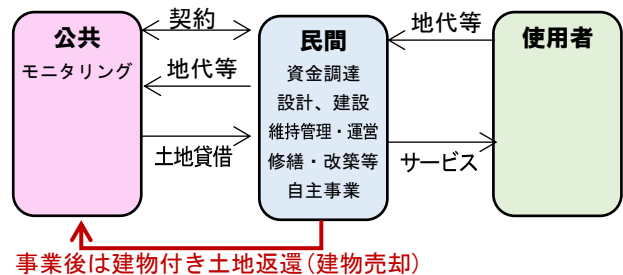 公共
モニタリング
契約
地代等
土地貸借
民間
資金調達
設計、建設
維持管理・運営
修繕・改築等
自主事業
地代等
サービス
使用者
事業後は建物付き土地返還（建物売却）